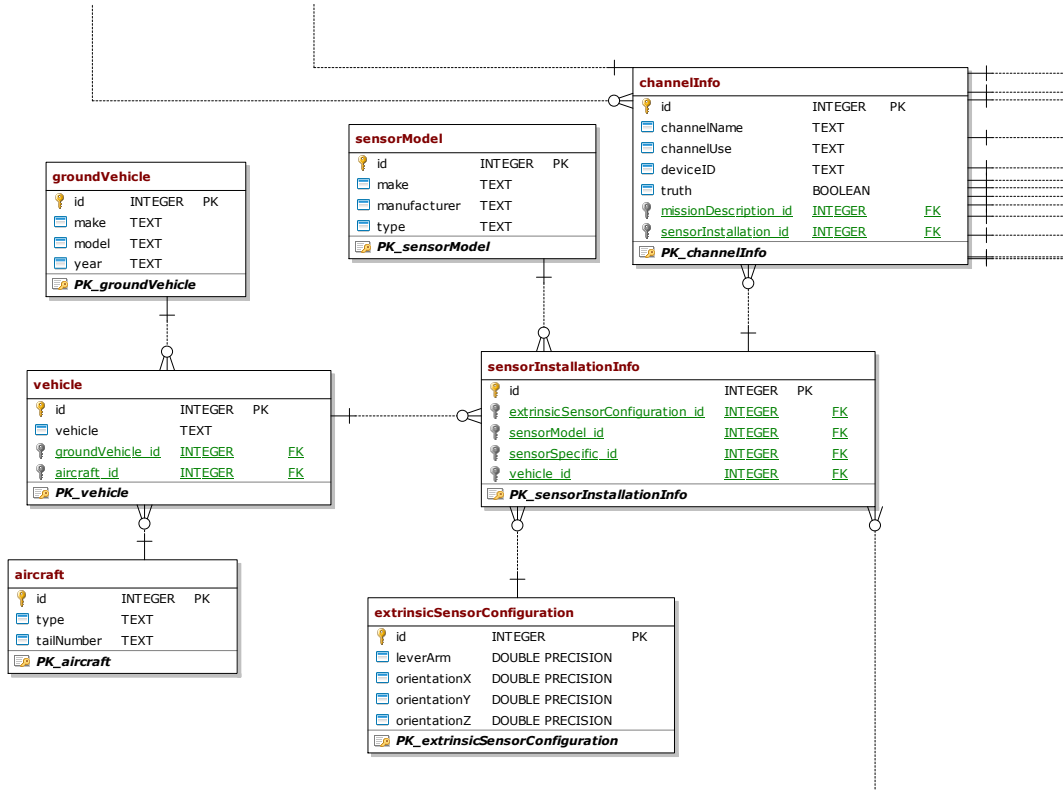 channelInfo
id INTEGER PK
channelName TEXT
channelUse TEXT
deviceID TEXT
truth BOOLEAN
missionDescription_id INTEGER FK
sensorInstallation_id INTEGER FK
PK_channelInfo
sensorModel
id INTEGER PK
make TEXT
manufacturer TEXT
type TEXT
PK_sensorModel
groundVehicle
id INTEGER PK
make TEXT
model TEXT
year TEXT
PK_groundVehicle
vehicle
id INTEGER PK
vehicle TEXT
groundVehicle_id INTEGER FK
aircraft_id INTEGER FK
PK_vehicle
sensorInstallationInfo
id INTEGER PK
extrinsicSensorConfiguration_id INTEGER FK
sensorModel_id INTEGER FK
sensorSpecific_id INTEGER FK
vehicle_id INTEGER FK
PK_sensorInstallationInfo
aircraft
id INTEGER PK
type TEXT
tailNumber TEXT
PK_aircraft
extrinsicSensorConfiguration
id INTEGER PK
leverArm DOUBLE PRECISION
orientationX DOUBLE PRECISION
orientationY DOUBLE PRECISION
orientationZ DOUBLE PRECISION
PK_extrinsicSensorConfiguration